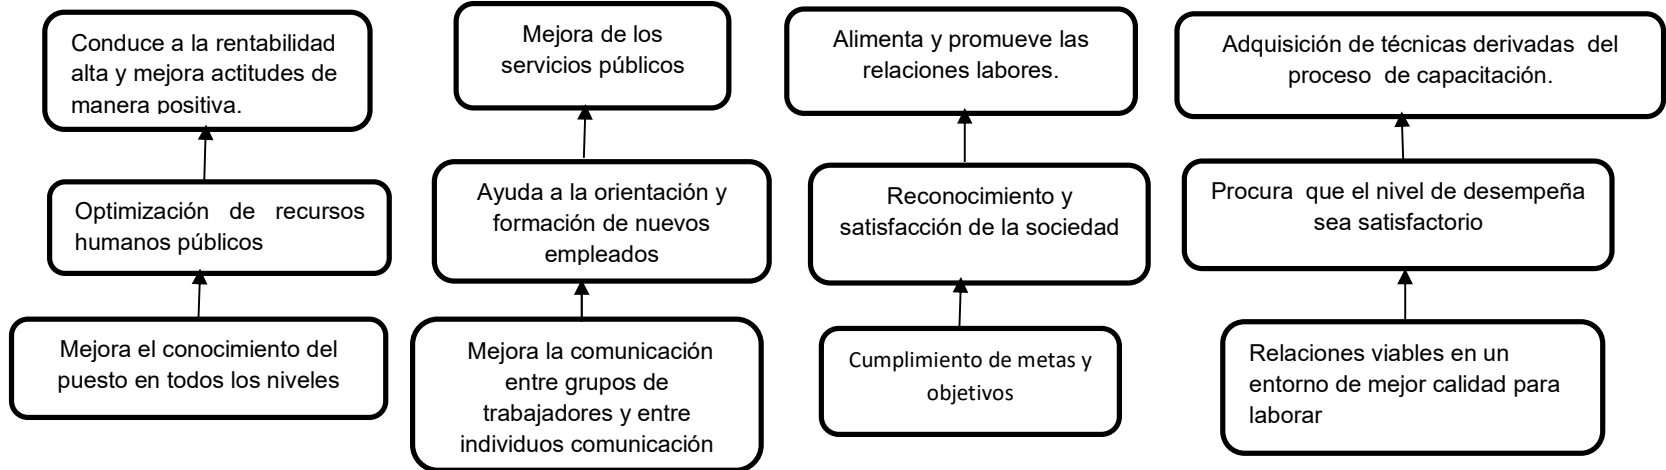 Conduce a la rentabilidad
alta y mejora actitudes de
manera positiva.
Mejora de los
servicios públicos
Alimenta y promueve las
relaciones labores.
Adquisición de técnicas derivadas del
proceso de capacitación.
Optimización de recursos
humanos públicos
Ayuda a la orientación y
formación de nuevos
empleados
Reconocimiento y
satisfacción de la sociedad
Procura que el nivel de desempeña
sea satisfactorio
Mejora el conocimiento del
puesto en todos los niveles
Mejora la comunicación
entre grupos de
trabajadores y entre
individuos comunicación
Cumplimiento de metas y
objetivos
Relaciones viables en un
entorno de mejor calidad para
laborar